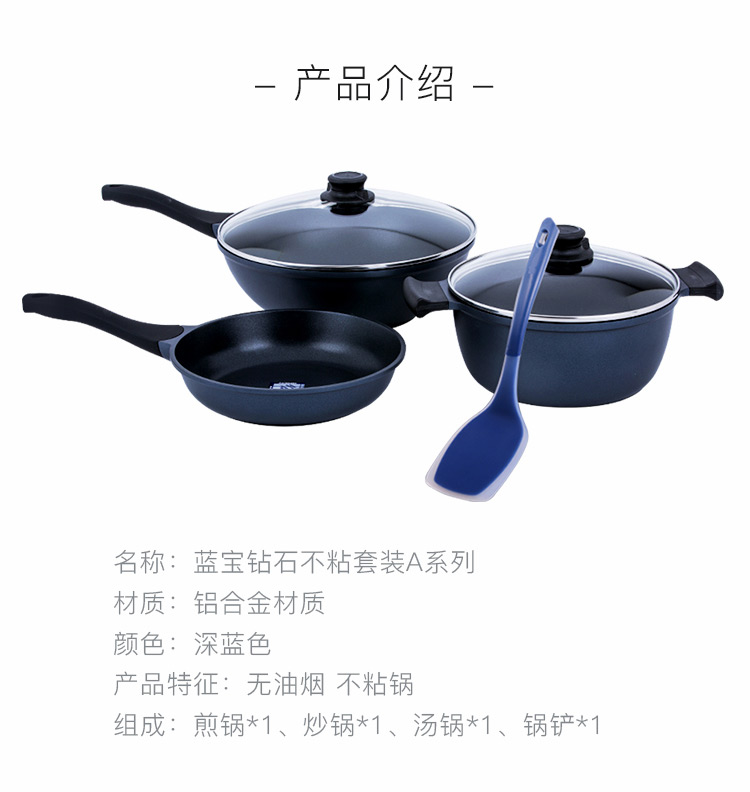 – 产品介绍 –
名称：蓝宝钻石不粘套装A系列
材质：铝合金材质
颜色：深蓝色
产品特征：无油烟 不粘锅
组成：煎锅*1、炒锅*1、汤锅*1、锅铲*1